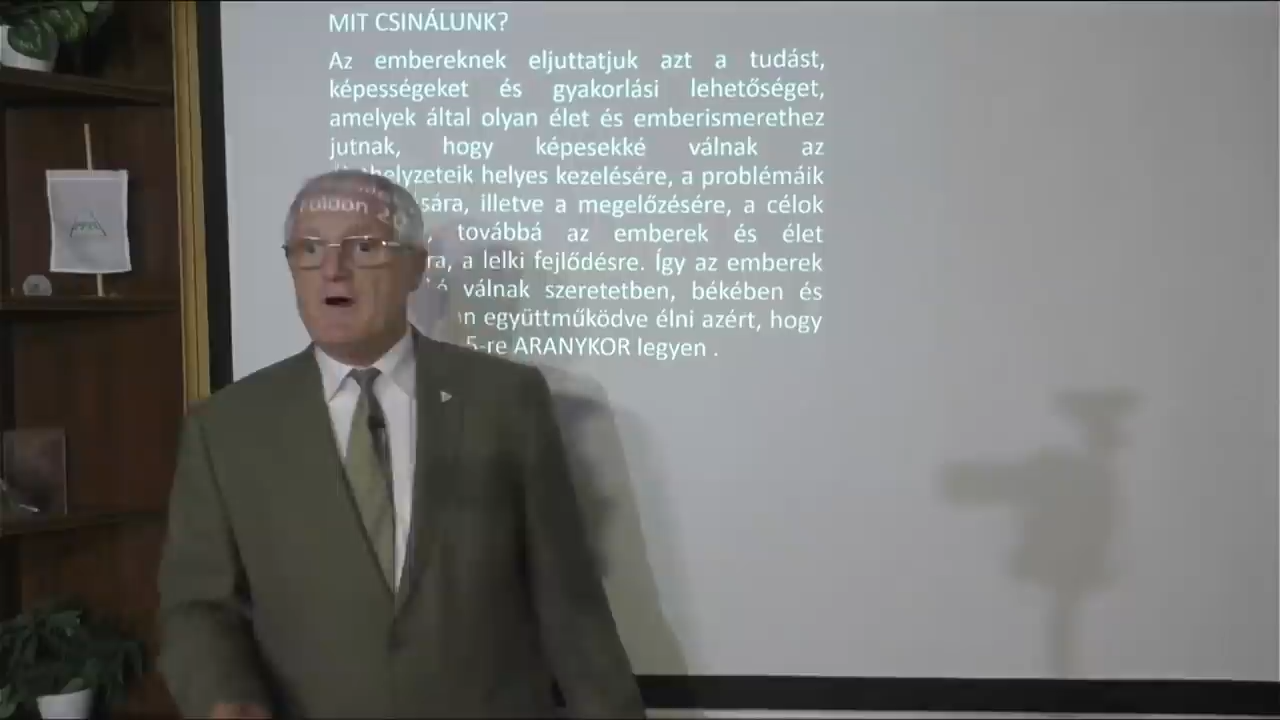 MIT CSINÁLUNK?
Az embereknek eljuttatjuk azt a tudást,
képességeket és gyakorlási lehetőséget,
amelyek által olyan élet és emberismerethez
jutnak, hogy képesekké válnak az
helyes kezelésére, a problémáik
illetve a megelőzésére, a célok
továbbá az emberek és élet
a lelki fejlődésre. Így az emberek
válnak szeretetben, békében és
együttműködve élni azért, hogy
5-re ARANYKOR legyen .